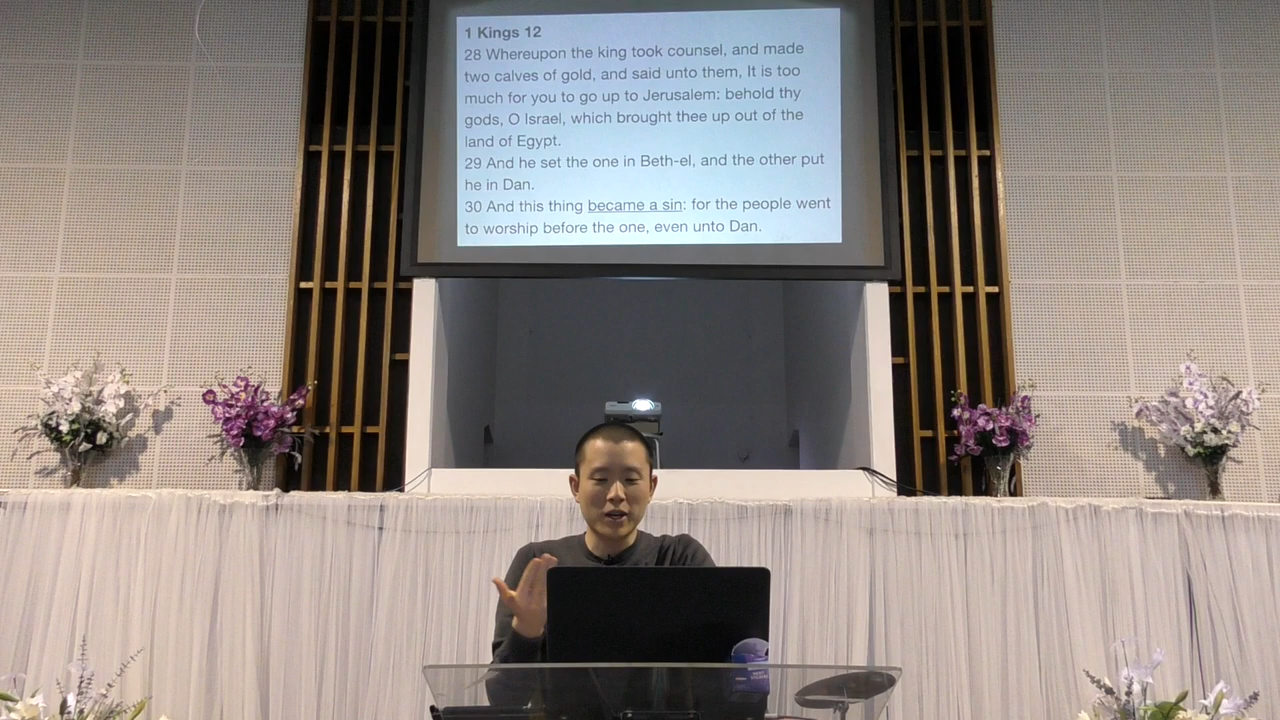 1 Kings 12
28 Whereupon the king took counsel, and made
two calves of gold, and said unto them, It is too
much for you to go up to Jerusalem: behold thy
gods, O Israel, which brought thee up out of the
land of Egypt.
29 And he set the one in Beth-el, and the other put
he in Dan.
30 And this thing became a sin: for the people went
to worship before the one, even unto Dan.